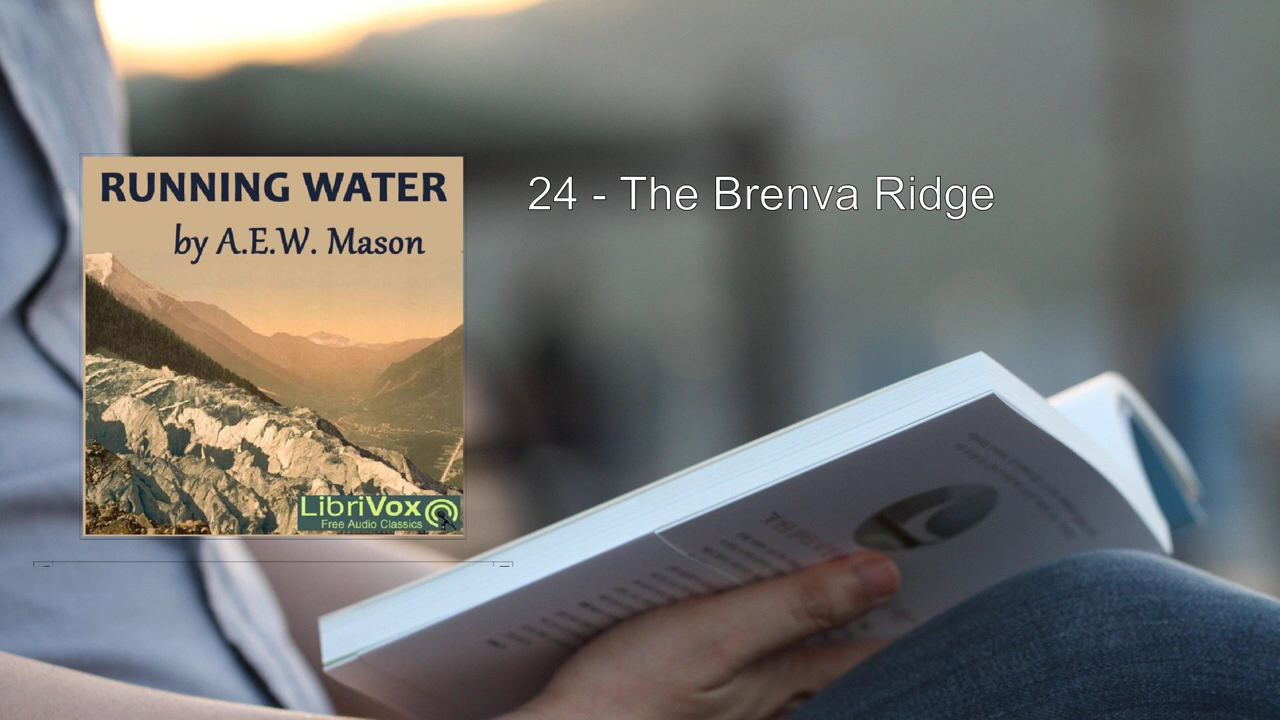 RUNNING WATER
by A.E.W. Mason
LibriVox
Free Audio Classics
24 - The Brenva Ridge